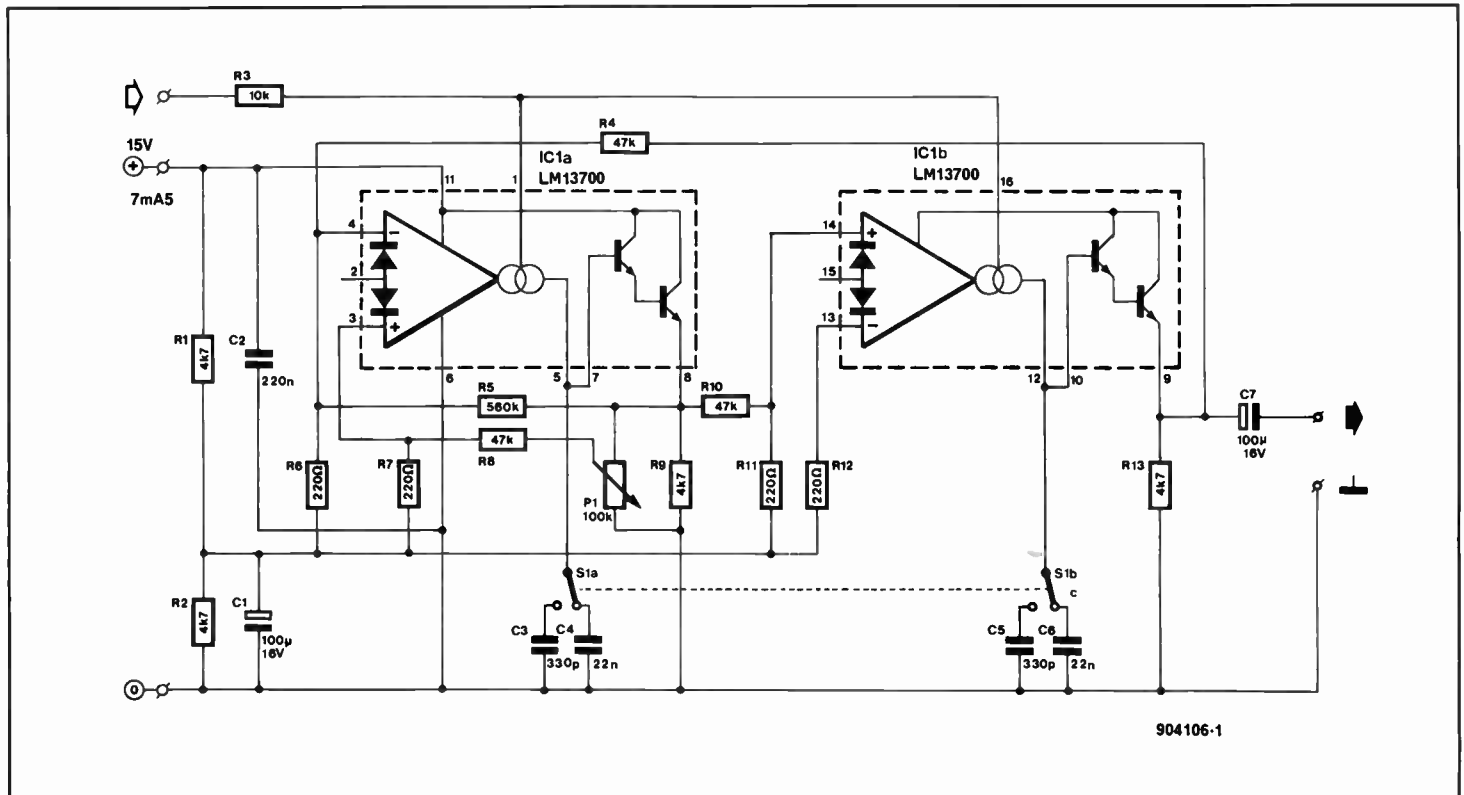 R3
10k
R4
47k
15V
+
7mA5
IC1a
LM13700
IC1b
LM13700
11
1
16
4
−
2
3
+
14
+
15
13
−
R1
4k7
C2
220n
6
5
7
8
12
10
9
R5
560k
R10
47k
C7
100µ
16V
47k
R8
R6
220Ω
R7
220Ω
P1
100k
R9
4k7
R11
220Ω
R12
220Ω
R13
4k7
R2
4k7
C1
100µ
16V
S1a
S1b
c
C3
330p
C4
22n
C5
330p
C6
22n
0
904106-1